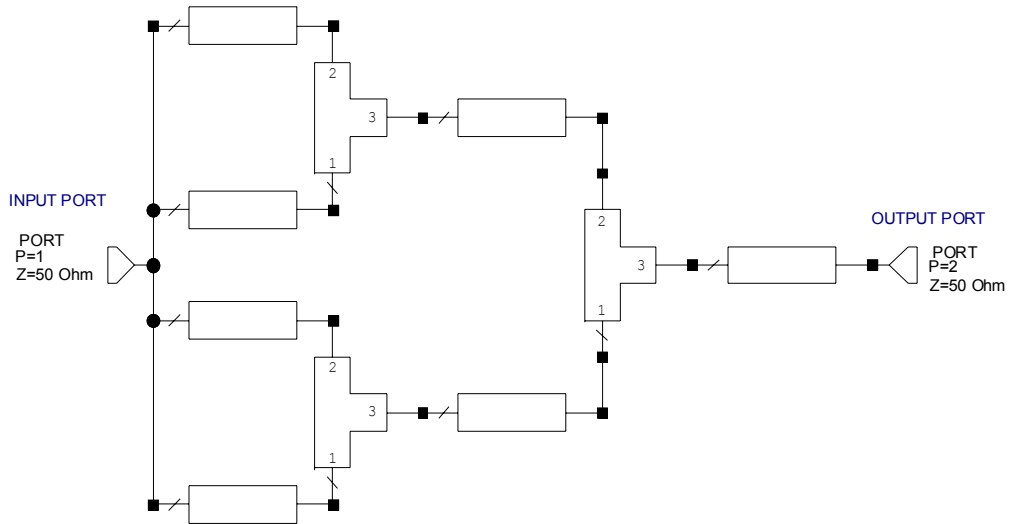 2
3
1
INPUT PORT
PORT
P=1
Z=50 Ohm
2
3
1
OUTPUT PORT
PORT
P=2
Z=50 Ohm
2
3
1